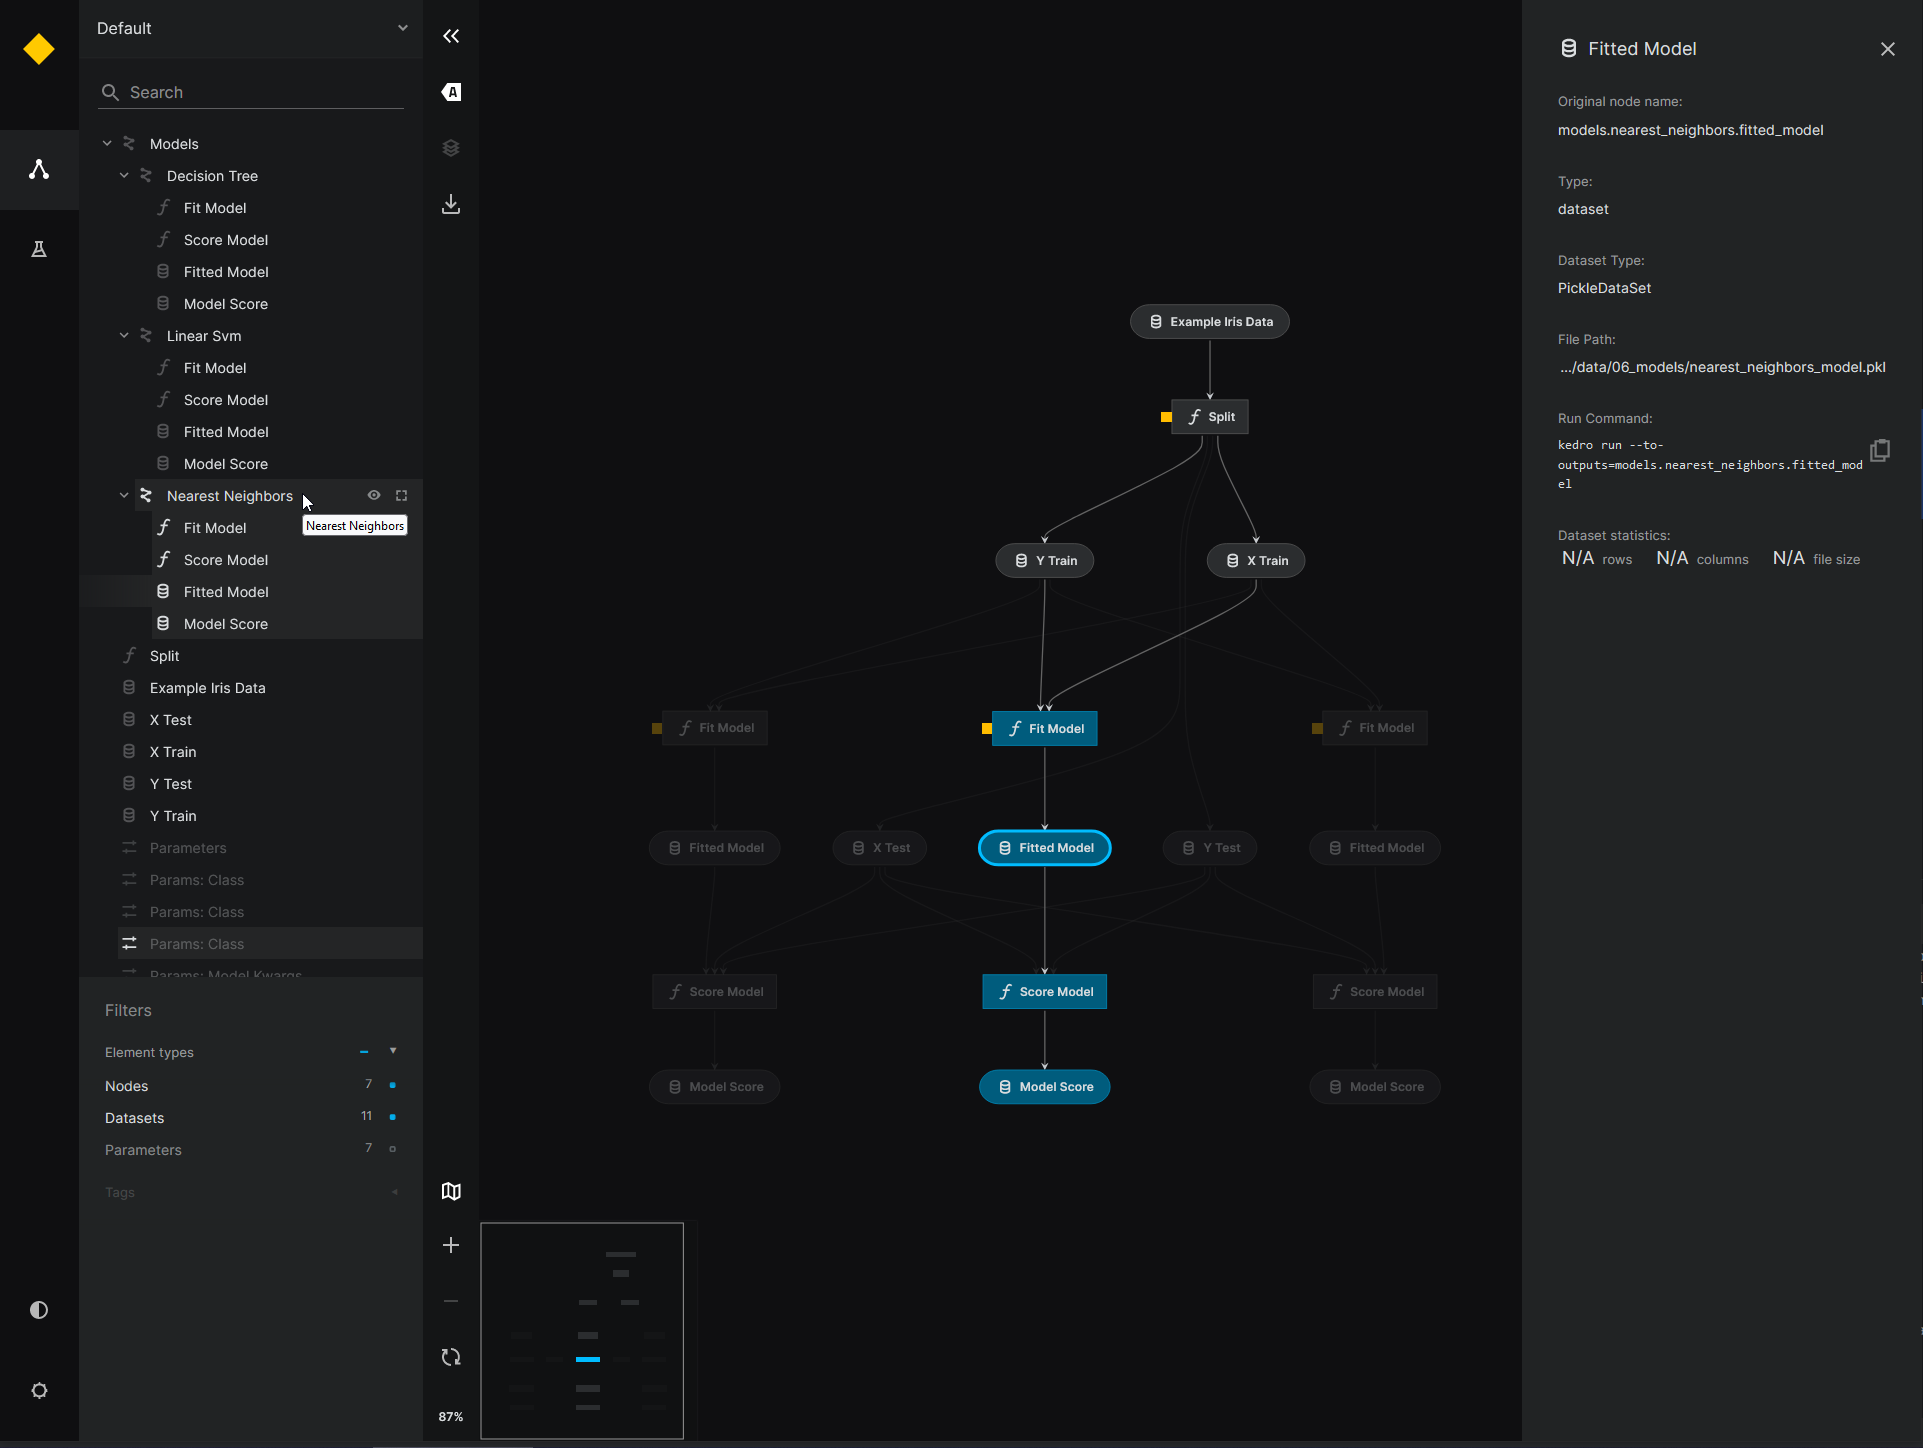 Default
Search
Models
Decision Tree
Fit Model
Score Model
Fitted Model
Model Score
Linear Svm
Fit Model
Score Model
Fitted Model
Model Score
Nearest Neighbors
Nearest Neighbors
Fit Model
Score Model
Fitted Model
Model Score
Split
Example Iris Data
X Test
X Train
Y Test
Y Train
Parameters
Params: Class
Params: Class
Params: Class
Params: Model Kwargs
Filters
Element types
Nodes 7
Datasets 11
Parameters 7
Tags
A
87%
Example Iris Data
Split
Y Train X Train
Fit Model Fit Model Fit Model
Fitted Model X Test Fitted Model Y Test Fitted Model
Score Model Score Model Score Model
Model Score Model Score Model Score
Fitted Model
Original node name:
models.nearest_neighbors.fitted_model
Type:
dataset
Dataset Type:
PickleDataSet
File Path:
.../data/06_models/nearest_neighbors_model.pkl
Run Command:
kedro run --to-
outputs=models.nearest_neighbors.fitted_mod
el
Dataset statistics:
N/A rows N/A columns N/A file size